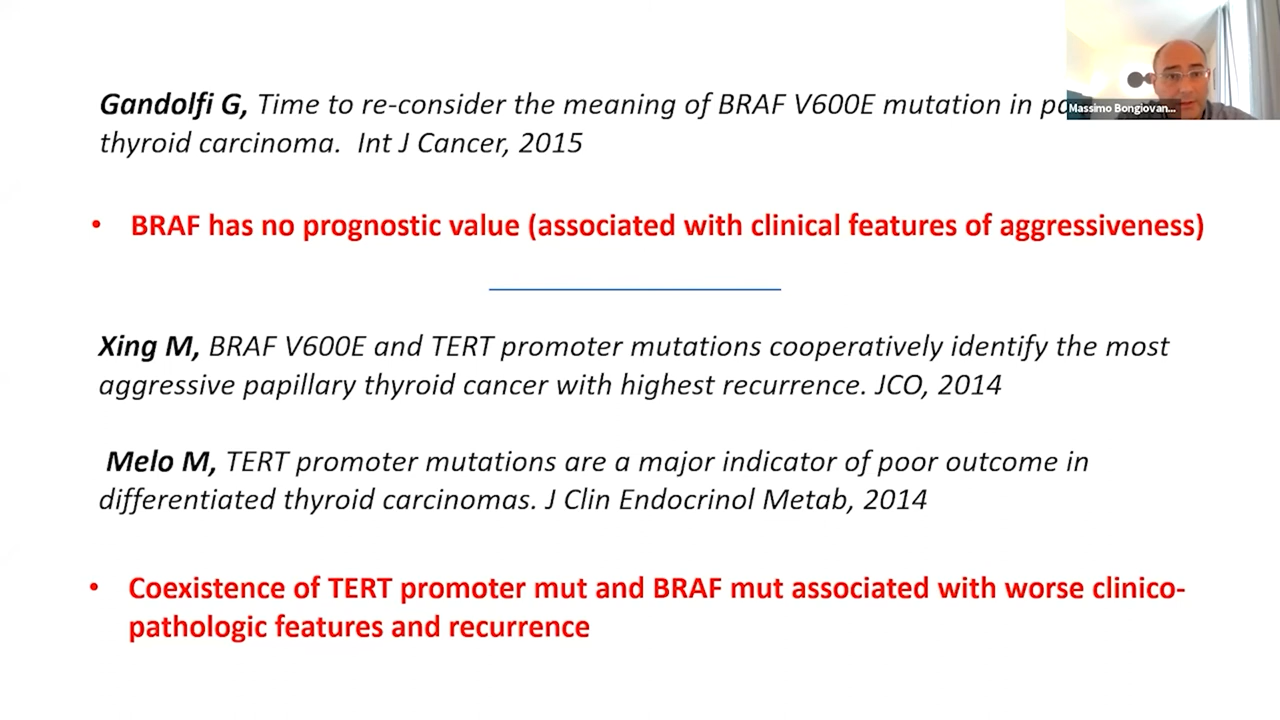 Gandolfi G, Time to re-consider the meaning of BRAF V600E mutation in
Massimo Bongiovan...
thyroid carcinoma. Int J Cancer, 2015
• BRAF has no prognostic value (associated with clinical features of aggressiveness)
Xing M, BRAF V600E and TERT promoter mutations cooperatively identify the most
aggressive papillary thyroid cancer with highest recurrence. JCO, 2014
Melo M, TERT promoter mutations are a major indicator of poor outcome in
differentiated thyroid carcinomas. J Clin Endocrinol Metab, 2014
• Coexistence of TERT promoter mut and BRAF mut associated with worse clinico-
pathologic features and recurrence